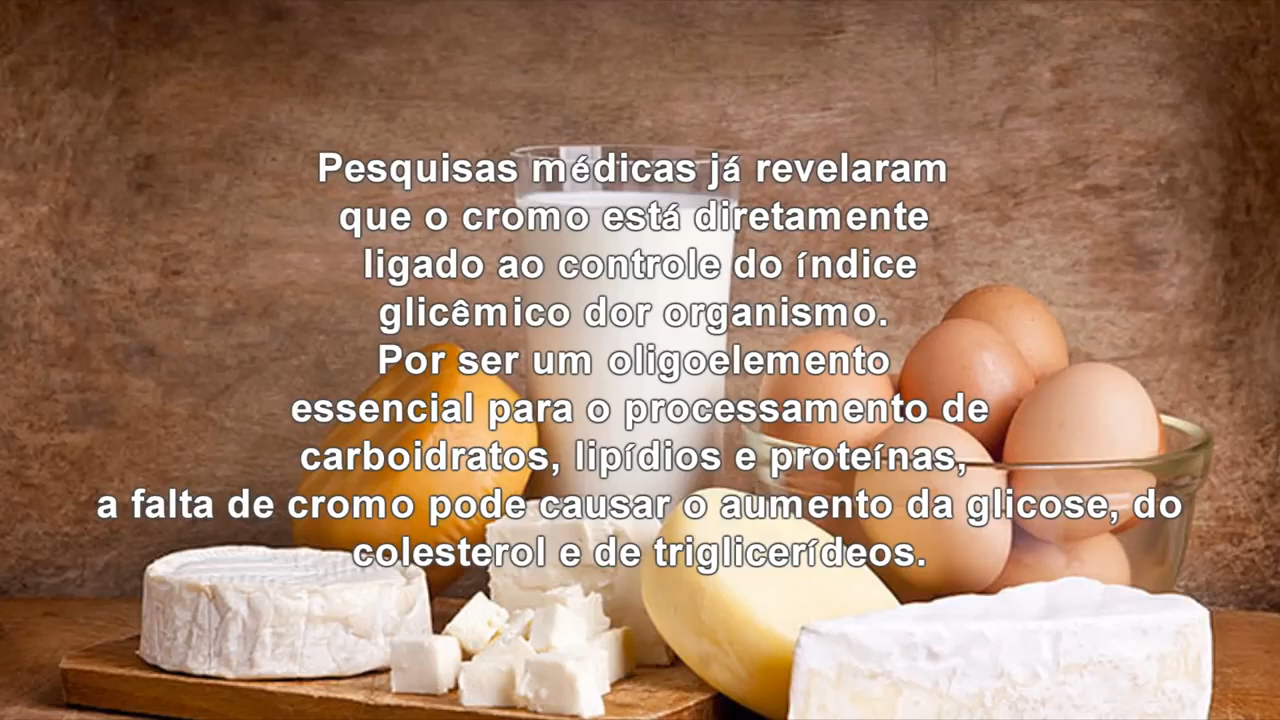 Pesquisas médicas já revelaram
que o cromo está diretamente
ligado ao controle do índice
glicêmico dor organismo.
Por ser um oligoelemento
essencial para o processamento de
carboidratos, lipídios e proteínas,
a falta de cromo pode causar o aumento da glicose, do
colesterol e de triglicerídeos.